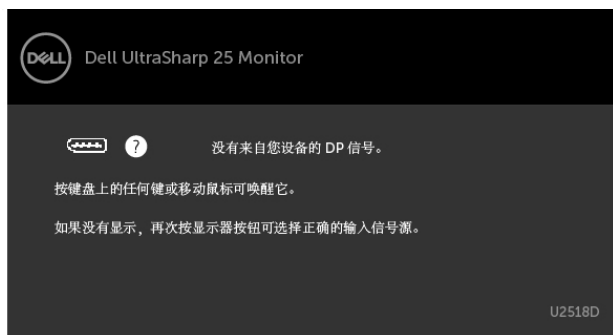 DELL
Dell UltraSharp 25 Monitor
? 没有来自您设备的 DP 信号。
按键盘上的任何键或移动鼠标可唤醒它。
如果没有显示，再次按显示器按钮可选择正确的输入信号源。
U2518D